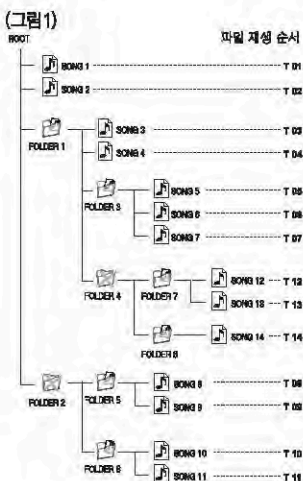 (그림1)
ROOT 파일 재생 순서
SONG 1 T 01
SONG 2 T 02
FOLDER 1 SONG 3 T 03
SONG 4 T 04
FOLDER 3 SONG 5 T 05
SONG 6 T 06
SONG 7 T 07
FOLDER 4 FOLDER 7 SONG 12 T 12
SONG 13 T 13
FOLDER 8 SONG 14 T 14
FOLDER 2 FOLDER 5 SONG 8 T 08
SONG 9 T 09
FOLDER 6 SONG 10 T 10
SONG 11 T 11